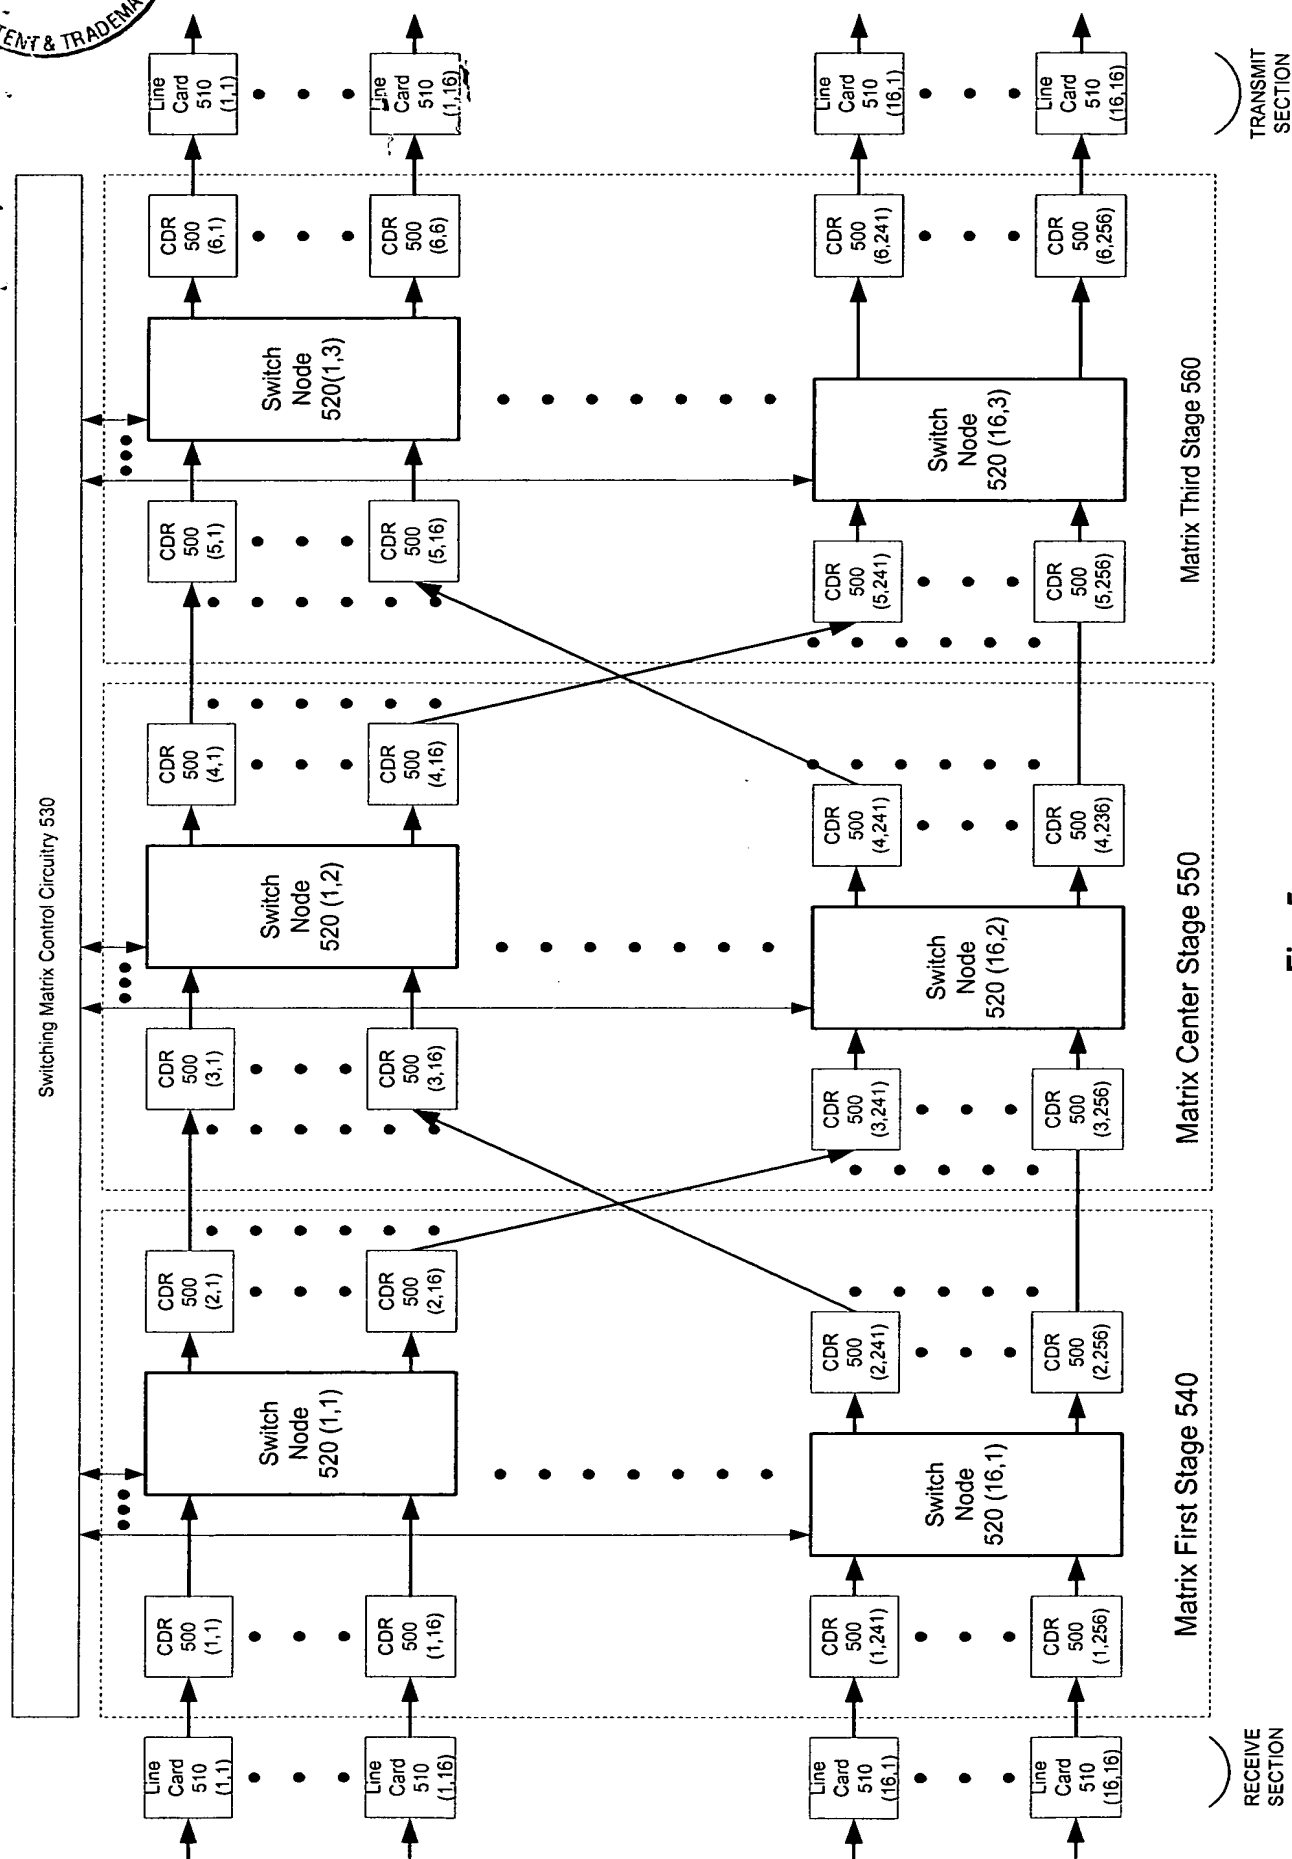 TENT & TRADEMA
Switching Matrix Control Circuitry 530
Line
Card
510
(1,1)
CDR
500
(1,1)
Switch
Node
520 (1,1)
CDR
500
(2,1)
CDR
500
(3,1)
Switch
Node
520 (1,2)
CDR
500
(4,1)
CDR
500
(5,1)
Switch
Node
520(1,3)
CDR
500
(6,1)
Line
Card
510
(1,1)
Line
Card
510
(1,16)
CDR
500
(1,16)
CDR
500
(2,16)
CDR
500
(3,16)
CDR
500
(4,16)
CDR
500
(5,16)
CDR
500
(6,6)
Line
Card
510
(1,16)
Line
Card
510
(16,1)
CDR
500
(1,241)
Switch
Node
520 (16,1)
CDR
500
(2,241)
CDR
500
(3,241)
Switch
Node
520 (16,2)
CDR
500
(4,241)
CDR
500
(5,241)
Switch
Node
520 (16,3)
CDR
500
(6,241)
Line
Card
510
(16,1)
Line
Card
510
(16,16)
CDR
500
(1,256)
CDR
500
(2,256)
CDR
500
(3,256)
CDR
500
(4,236)
CDR
500
(5,256)
CDR
500
(6,256)
Line
Card
510
(16,16)
Matrix First Stage 540
Matrix Center Stage 550
Matrix Third Stage 560
RECEIVE
SECTION
TRANSMIT
SECTION